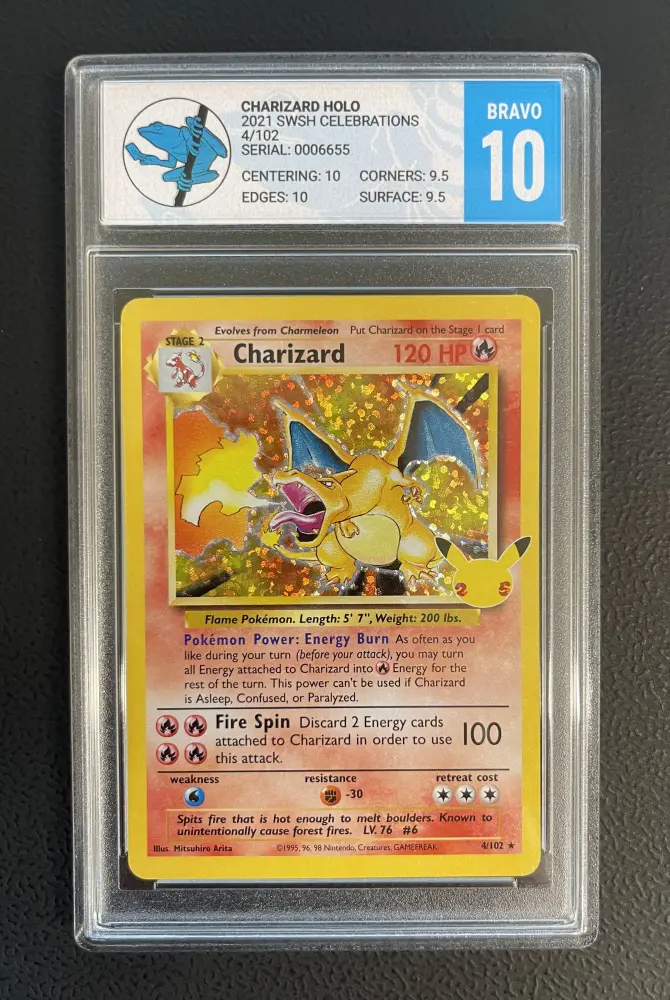 CHARIZARD HOLO
2021 SWSH CELEBRATIONS
4/102
SERIAL: 0006655
CENTERING: 10 CORNERS: 9.5
EDGES: 10 SURFACE: 9.5
BRAVO
10
Evolves from Charmeleon Put Charizard on the Stage 1 card
STAGE 2
Charizard 120 HP
25
Flame Pokémon. Length: 5' 7", Weight: 200 lbs.
Pokémon Power: Energy Burn As often as you
like during your turn (before your attack), you may turn
all Energy attached to Charizard into Energy for the
rest of the turn. This power can't be used if Charizard
is Asleep, Confused, or Paralyzed.
Fire Spin Discard 2 Energy cards
attached to Charizard in order to use 100
this attack.
weakness resistance retreat cost
-30
Spits fire that is hot enough to melt boulders. Known to
unintentionally cause forest fires. LV. 76 #6
Illus. Mitsuhiro Arita ©1995, 96, 98 Nintendo, Creatures, GAMEFREAK. 4/102 ★